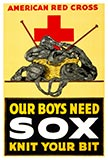 AMERICAN RED CROSS
OUR BOYS NEED
SOX
KNIT YOUR BIT